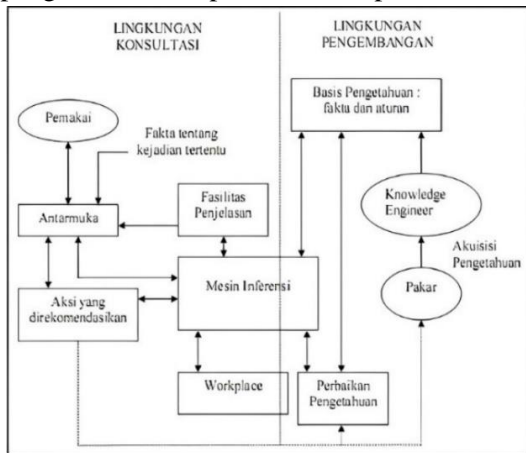 LINGKUNGAN
KONSULTASI
LINGKUNGAN
PENGEMBANGAN
Pemakai
Fakta tentang
kejadian tertentu
Basis Pengetahuan :
fakta dan aturan
Antarmuka
Fasilitas
Penjelasan
Knowledge
Engineer
Akuisisi
Pengetahuan
Aksi yang
direkomendasikan
Mesin Inferensi
Pakar
Workplace
Perbaikan
Pengetahuan